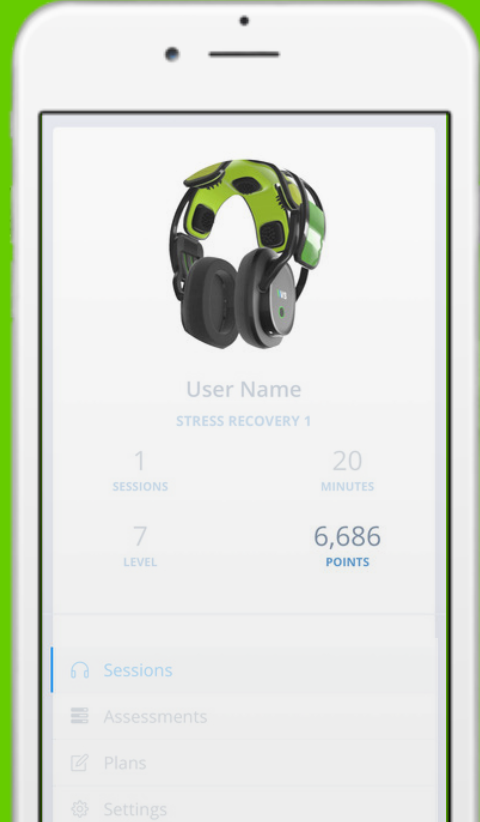 User Name
STRESS RECOVERY 1
1 20
SESSIONS MINUTES
7 6,686
LEVEL POINTS
Sessions
Assessments
Plans
Settings